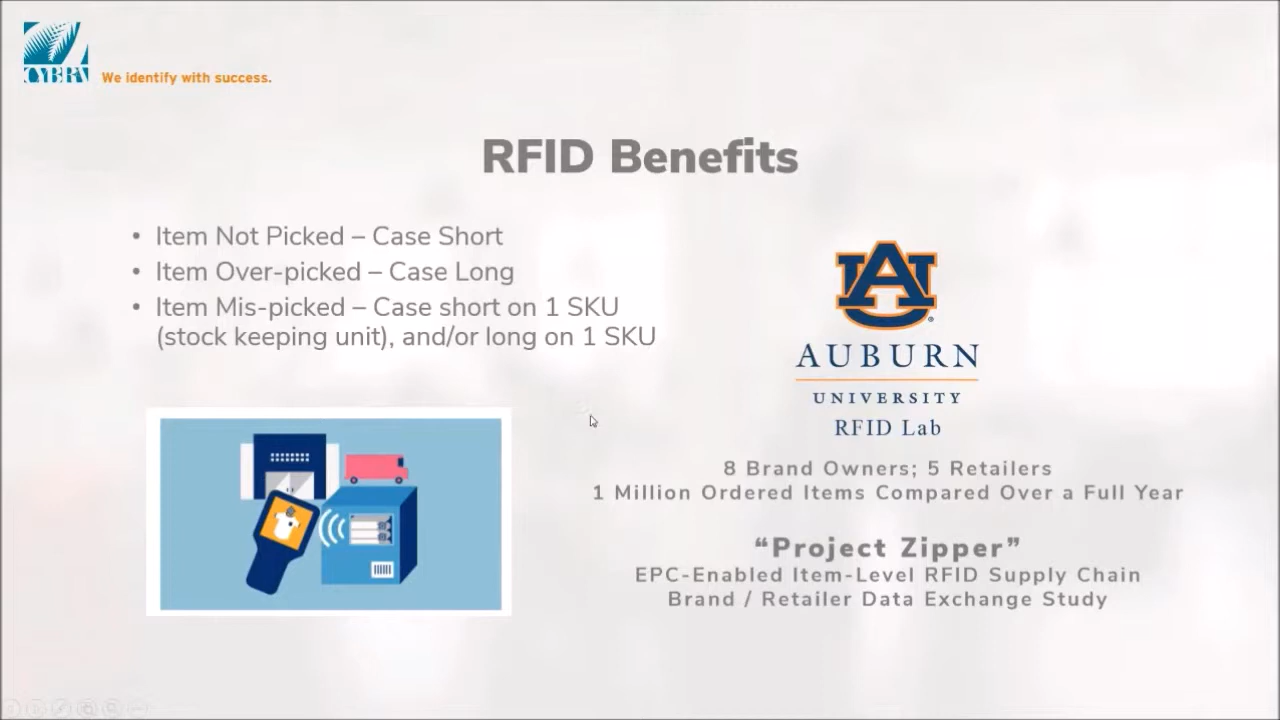 CYBRA
We identify with success.
RFID Benefits
• Item Not Picked – Case Short
• Item Over-picked – Case Long
• Item Mis-picked – Case short on 1 SKU
(stock keeping unit), and/or long on 1 SKU
AU
AUBURN
UNIVERSITY
RFID Lab
8 Brand Owners; 5 Retailers
1 Million Ordered Items Compared Over a Full Year
“Project Zipper”
EPC-Enabled Item-Level RFID Supply Chain
Brand / Retailer Data Exchange Study